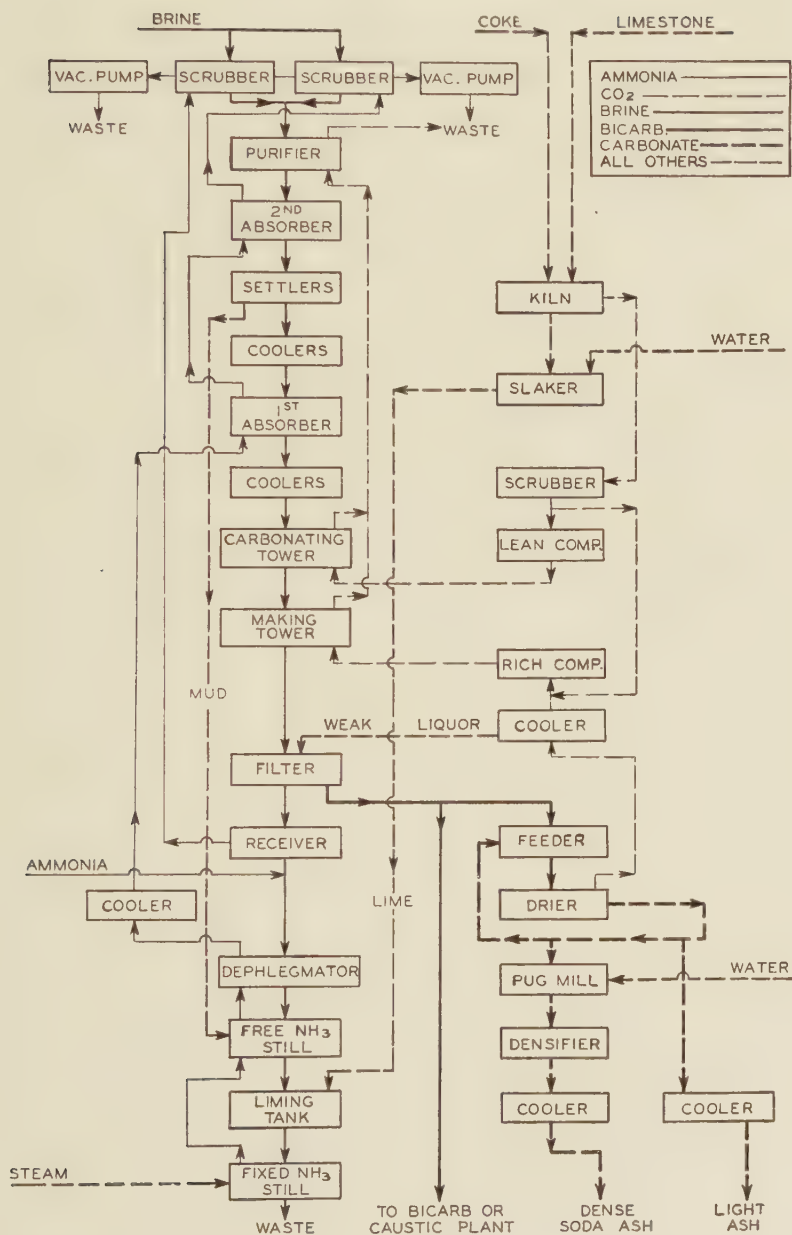 BRINE
COKE
LIMESTONE
VAC. PUMP
SCRUBBER
SCRUBBER
VAC. PUMP
WASTE
WASTE
AMMONIA
CO2
BRINE
BICARB
CARBONATE
ALL OTHERS
PURIFIER
2ND
ABSORBER
SETTLERS
COOLERS
1ST
ABSORBER
COOLERS
CARBONATING
TOWER
MAKING
TOWER
KILN
WATER
SLAKER
SCRUBBER
LEAN COMP.
RICH COMP.
MUD
WEAK LIQUOR
COOLER
FILTER
RECEIVER
FEEDER
AMMONIA
COOLER
LIME
DRIER
DEPHLEGMATOR
PUG MILL
WATER
FREE NH3
STILL
DENSIFIER
LIMING
TANK
COOLER
COOLER
STEAM
FIXED NH3
STILL
WASTE
TO BICARB OR
CAUSTIC PLANT
DENSE
SODA ASH
LIGHT
ASH